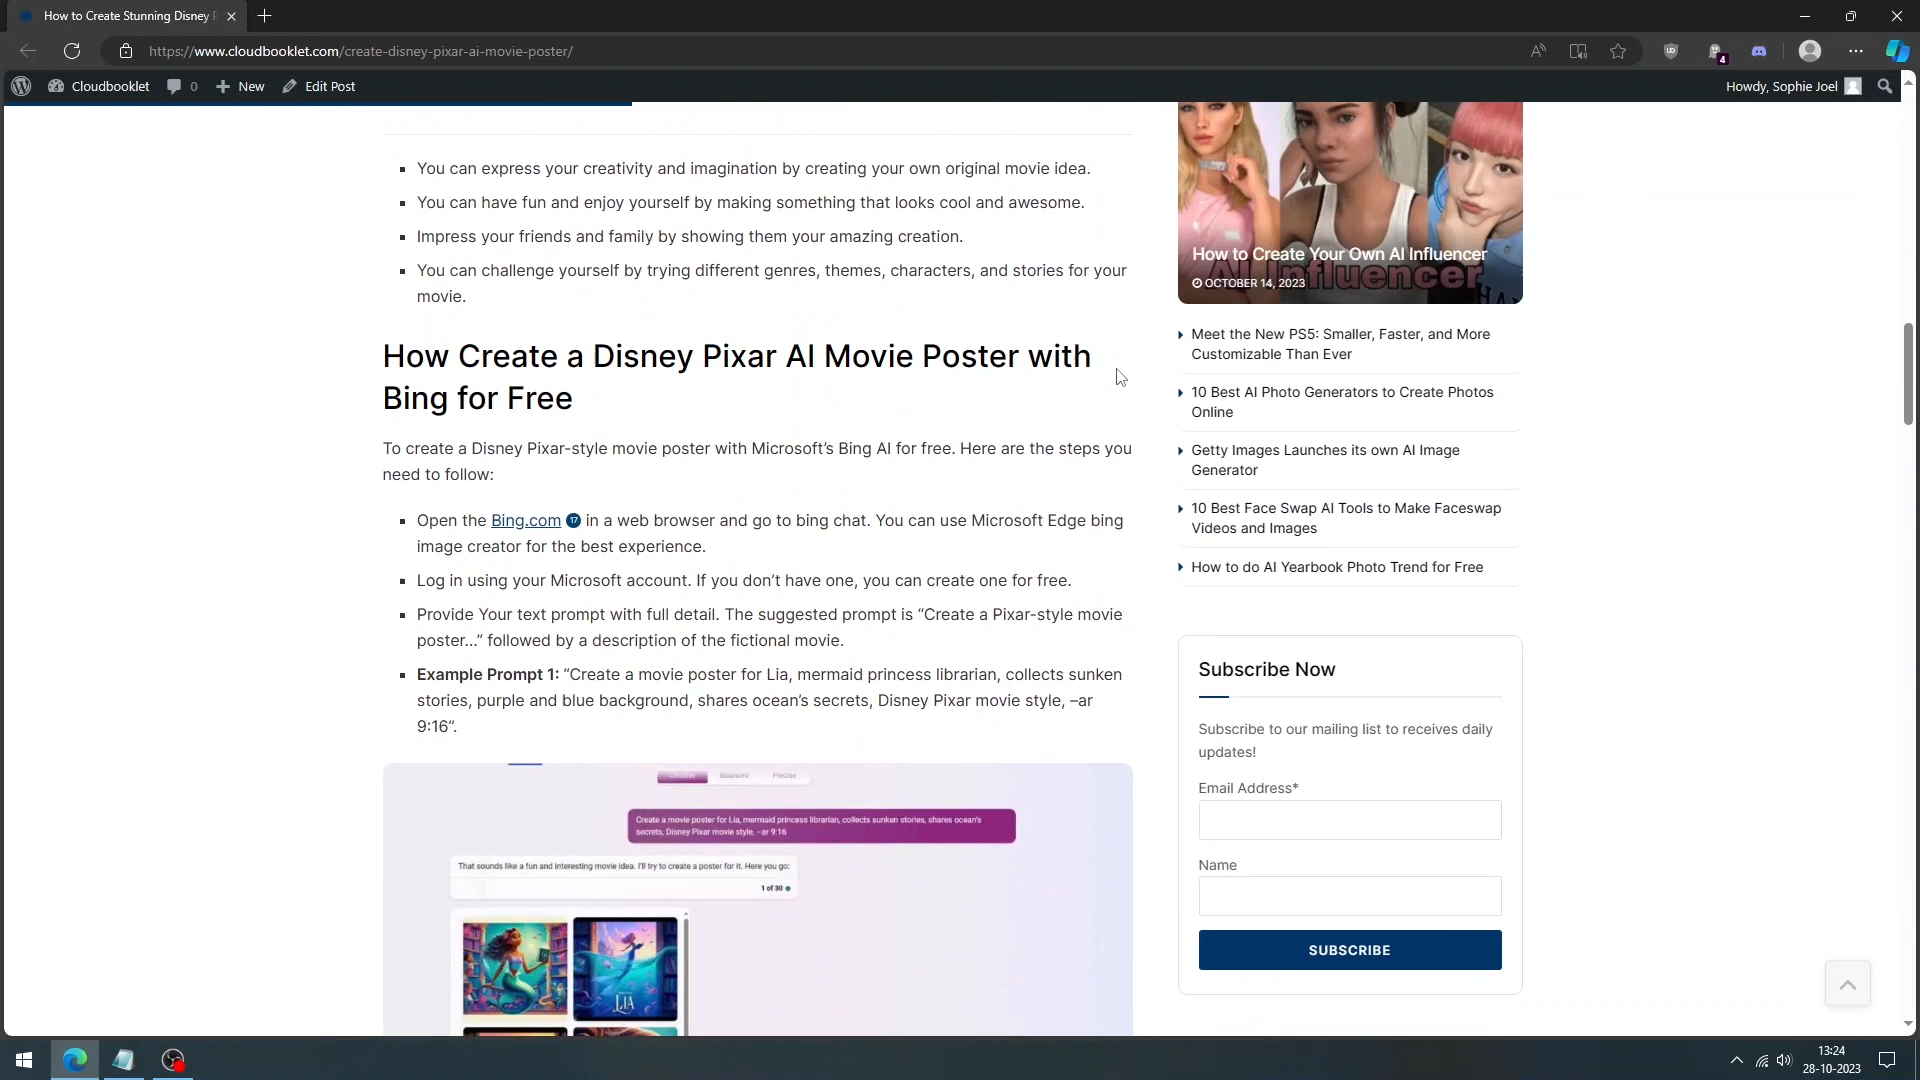 How to Create Stunning Disney P
https://www.cloudbooklet.com/create-disney-pixar-ai-movie-poster/
4
Cloudbooklet
0
New
Edit Post
Howdy, Sophie Joel
You can express your creativity and imagination by creating your own original movie idea.
You can have fun and enjoy yourself by making something that looks cool and awesome.
Impress your friends and family by showing them your amazing creation.
You can challenge yourself by trying different genres, themes, characters, and stories for your
movie.
How Create a Disney Pixar AI Movie Poster with
Bing for Free
To create a Disney Pixar-style movie poster with Microsoft’s Bing AI for free. Here are the steps you
need to follow:
Open the Bing.com 17 in a web browser and go to bing chat. You can use Microsoft Edge bing
image creator for the best experience.
Log in using your Microsoft account. If you don’t have one, you can create one for free.
Provide Your text prompt with full detail. The suggested prompt is “Create a Pixar-style movie
poster…” followed by a description of the fictional movie.
Example Prompt 1: “Create a movie poster for Lia, mermaid princess librarian, collects sunken
stories, purple and blue background, shares ocean’s secrets, Disney Pixar movie style, –ar
9:16”.
Creative Balanced Precise
Create a movie poster for Lia, mermaid princess librarian, collects sunken stories, shares ocean's
secrets, Disney Pixar movie style, –ar 9:16
That sounds like a fun and interesting movie idea. I'll try to create a poster for it. Here you go:
1 of 30
LIA
How to Create Your Own AI Influencer
AI Influencer
OCTOBER 14, 2023
Meet the New PS5: Smaller, Faster, and More
Customizable Than Ever
10 Best AI Photo Generators to Create Photos
Online
Getty Images Launches its own AI Image
Generator
10 Best Face Swap AI Tools to Make Faceswap
Videos and Images
How to do AI Yearbook Photo Trend for Free
Subscribe Now
Subscribe to our mailing list to receives daily
updates!
Email Address*
Name
SUBSCRIBE
13:24
28-10-2023